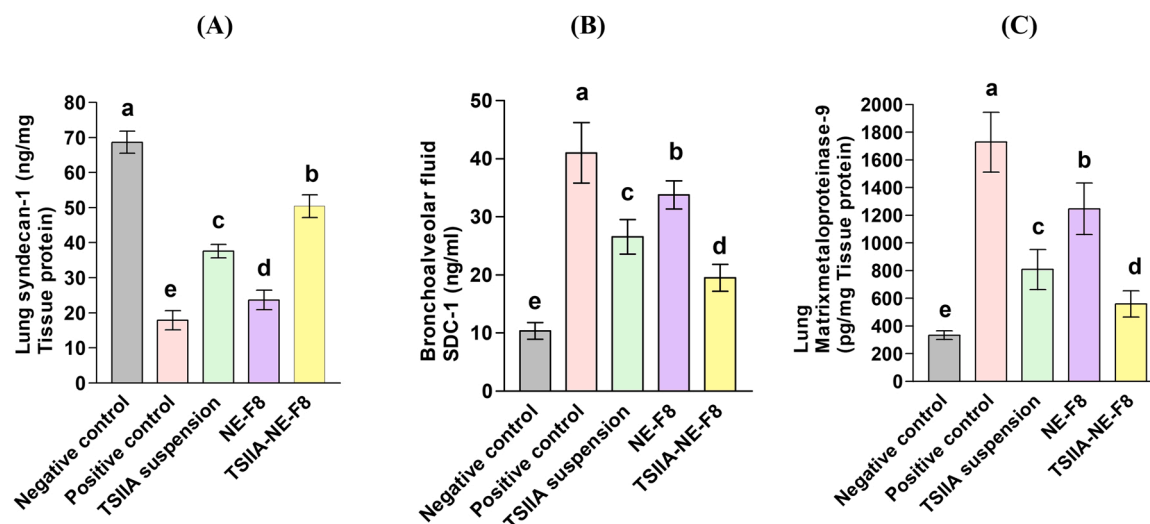 (A)
Lung syndecan-1 (ng/mg
Tissue protein)
80
70
60
50
40
30
20
10
0
a
e
c
d
b
Negative control
Positive control
TSIIA suspension
NE-F8
TSIIA-NE-F8
(B)
Bronchoalveolar fluid
SDC-1 (ng/ml)
50
40
30
20
10
0
e
a
c
b
d
Negative control
Positive control
TSIIA suspension
NE-F8
TSIIA-NE-F8
(C)
Lung
Matrixmetaloproteinase-9
(pg/mg Tissue protein)
2000
1800
1600
1400
1200
1000
800
600
400
200
0
e
a
c
b
d
Negative control
Positive control
TSIIA suspension
NE-F8
TSIIA-NE-F8